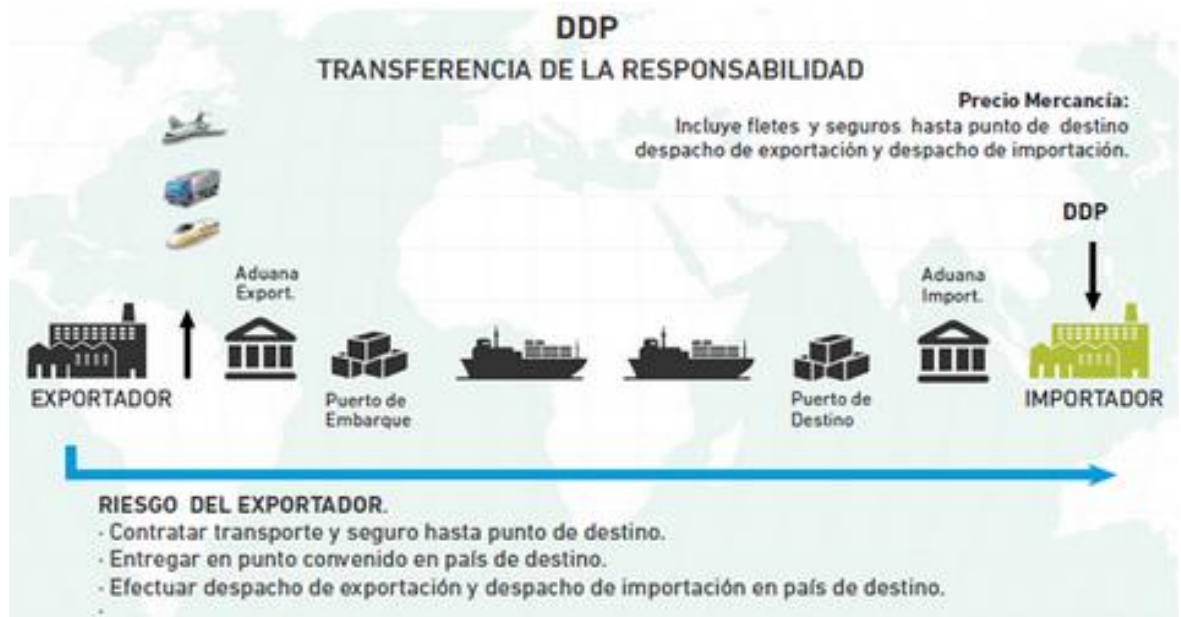 DDP
TRANSFERENCIA DE LA RESPONSABILIDAD
Precio Mercancía:
Incluye fletes y seguros hasta punto de destino
despacho de exportación y despacho de importación.
DDP
Aduana
Export.
Aduana
Import.
EXPORTADOR
Puerto de
Embarque
Puerto de
Destino
IMPORTADOR
RIESGO DEL EXPORTADOR.
· Contratar transporte y seguro hasta punto de destino.
· Entregar en punto convenido en país de destino.
· Efectuar despacho de exportación y despacho de importación en país de destino.
·